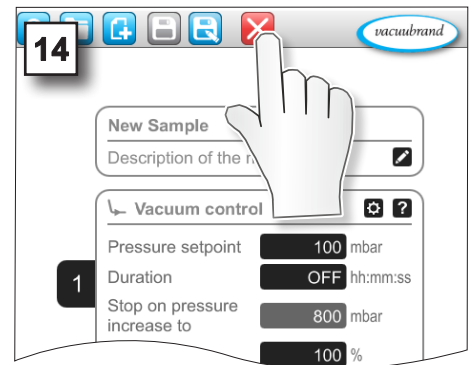 14
vacuubrand
New Sample
Description of the
Vacuum control
?
Pressure setpoint 100 mbar
1
Duration OFF hh:mm:ss
Stop on pressure
increase to 800 mbar
100 %